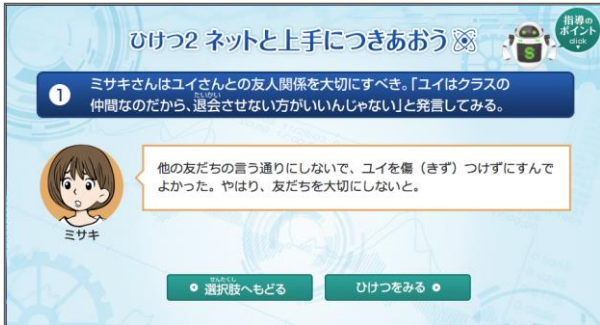 ひけつ2 ネットと上手につきあおう
指導の
ポイント
click
S
1
ミサキさんはユイさんとの友人関係を大切にすべき。「ユイはクラスの
たいかい
仲間なのだから、退会させない方がいいんじゃない」と発言してみる。
他の友だちの言う通りにしないで、ユイを傷（きず）つけずにすんで
よかった。やはり、友だちを大切にしないと。
ミサキ
せんたくし
選択肢へもどる
ひけつをみる